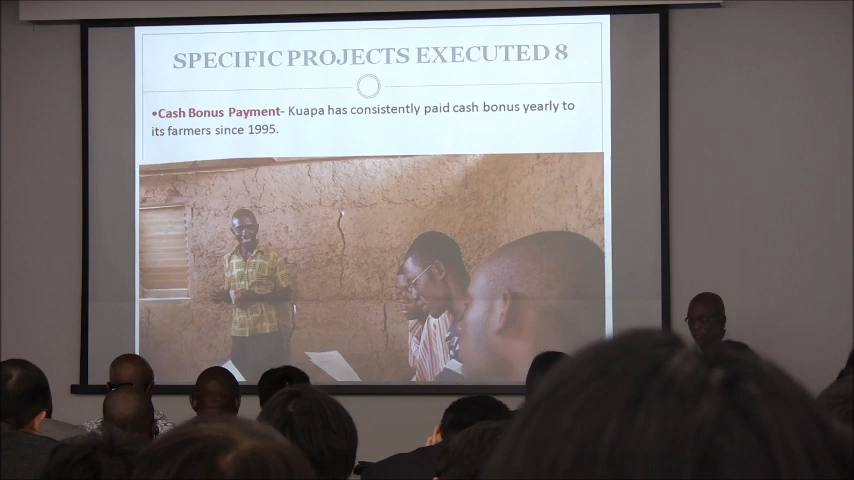 SPECIFIC PROJECTS EXECUTED 8
•Cash Bonus Payment- Kuapa has consistently paid cash bonus yearly to
its farmers since 1995.